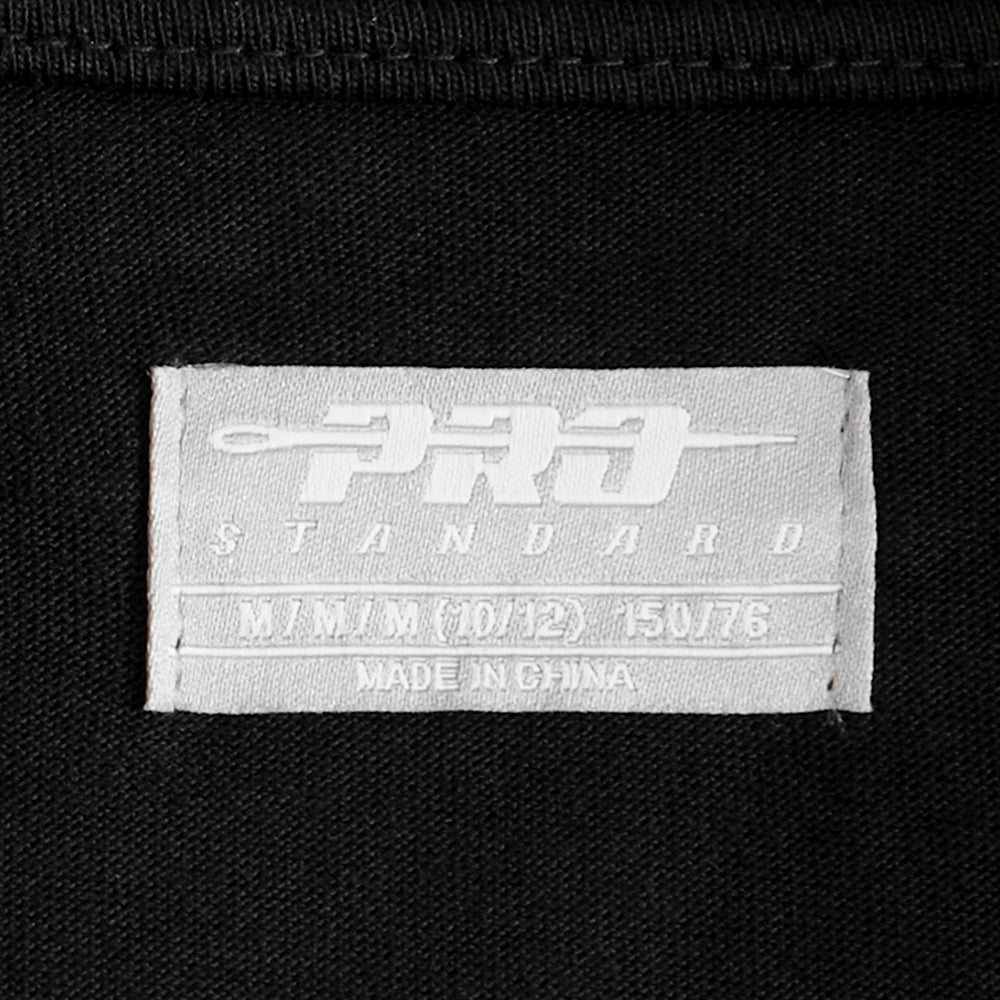 PRO
STANDARD
M/M/M (10/12) 150/76
MADE IN CHINA